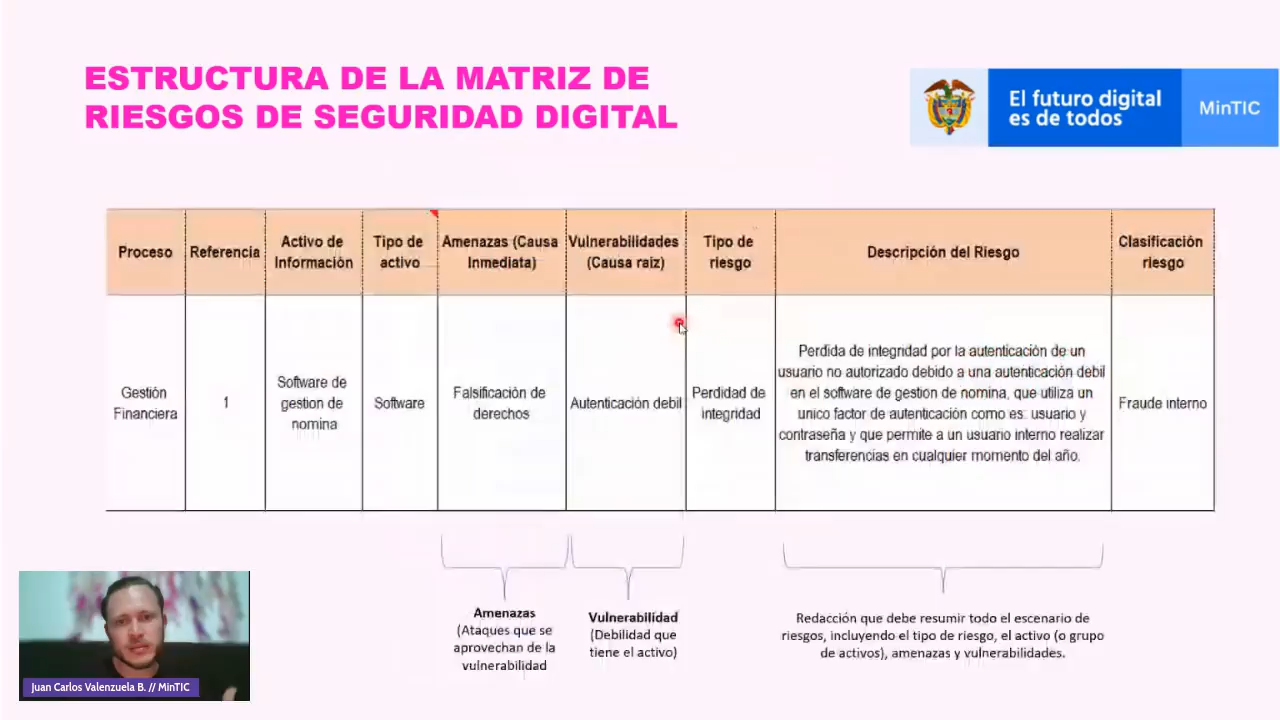 ESTRUCTURA DE LA MATRIZ DE
RIESGOS DE SEGURIDAD DIGITAL
El futuro digital
es de todos
MinTIC
Proceso
Referencia
Activo de
Información
Tipo de
activo
Amenazas (Causa
Inmediata)
Vulnerabilidades
(Causa raiz)
Tipo de
riesgo
Descripción del Riesgo
Clasificación
riesgo
Gestión
Financiera
1
Software de
gestion de
nomina
Software
Falsificación de
derechos
Autenticación debil
Perdidad de
integridad
Perdida de integridad por la autenticación de un
usuario no autorizado debido a una autenticación debil
en el software de gestion de nomina, que utiliza un
unico factor de autenticación como es: usuario y
contraseña y que permite a un usuario interno realizar
transferencias en cualquier momento del año.
Fraude interno
Amenazas
(Ataques que se
aprovechan de la
vulnerabilidad
Vulnerabilidad
(Debilidad que
tiene el activo)
Redacción que debe resumir todo el escenario de
riesgos, incluyendo el tipo de riesgo, el activo (o grupo
de activos), amenazas y vulnerabilidades.
Juan Carlos Valenzuela B. // MinTIC